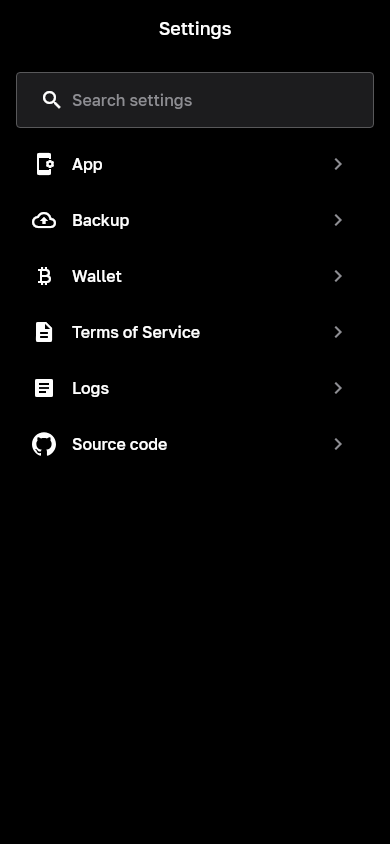 Settings
Search settings
App
Backup
Wallet
Terms of Service
Logs
Source code